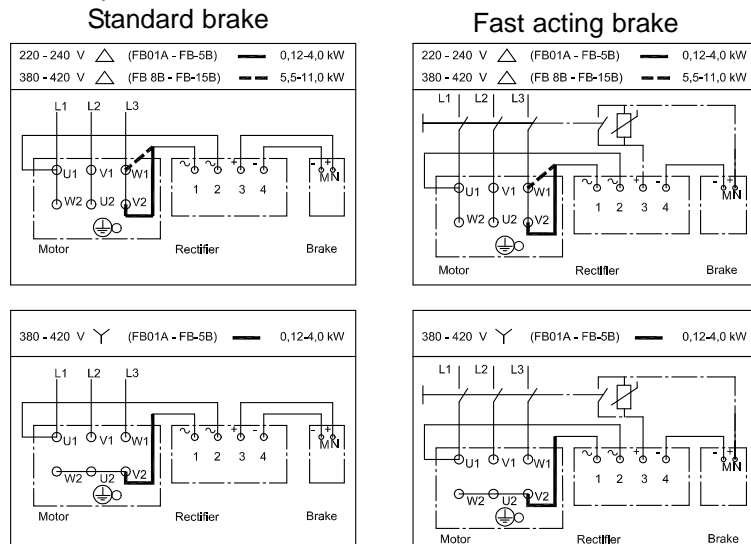 Standard brake
220 - 240 V △ (FB01A - FB-5B) 0,12-4,0 kW
380 - 420 V △ (FB 8B - FB-15B) 5,5-11,0 kW
L1 L2 L3
U1 V1 W1 ~ ~ + - - +
1 2 3 4 M N
W2 U2 V2
Motor Rectifier Brake
Fast acting brake
220 - 240 V △ (FB01A - FB-5B) 0,12-4,0 kW
380 - 420 V △ (FB 8B - FB-15B) 5,5-11,0 kW
L1 L2 L3
U1 V1 W1 ~ ~ + - - +
1 2 3 4 M N
W2 U2 V2
Motor Rectifier Brake
380 - 420 V Y (FB01A - FB-5B) 0,12-4,0 kW
L1 L2 L3
U1 V1 W1 ~ ~ + - - +
1 2 3 4 M N
W2 U2 V2
Motor Rectifier Brake
380 - 420 V Y (FB01A - FB-5B) 0,12-4,0 kW
L1 L2 L3
U1 V1 W1 ~ ~ + - - +
1 2 3 4 M N
W2 U2 V2
Motor Rectifier Brake